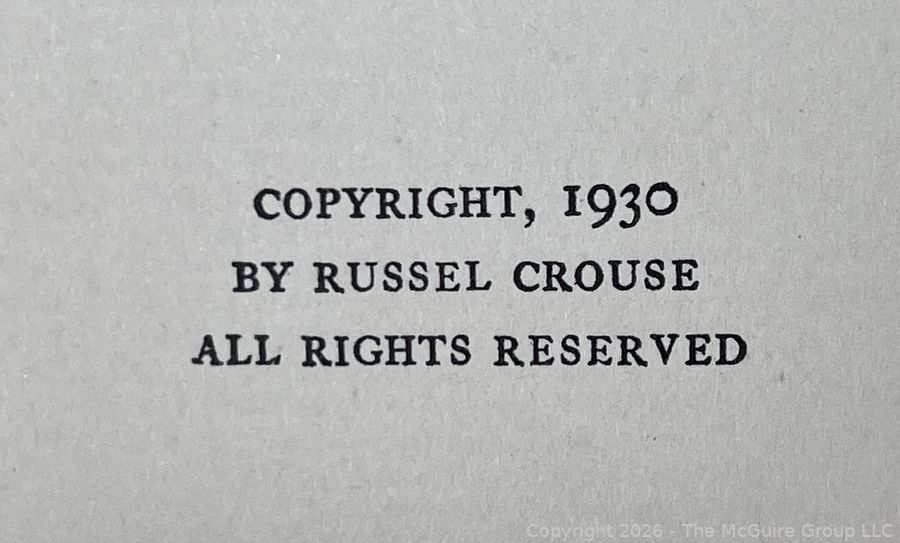 COPYRIGHT, 1930
BY RUSSEL CROUSE
ALL RIGHTS RESERVED
Copyright 2026 - The McGuire Group LLC